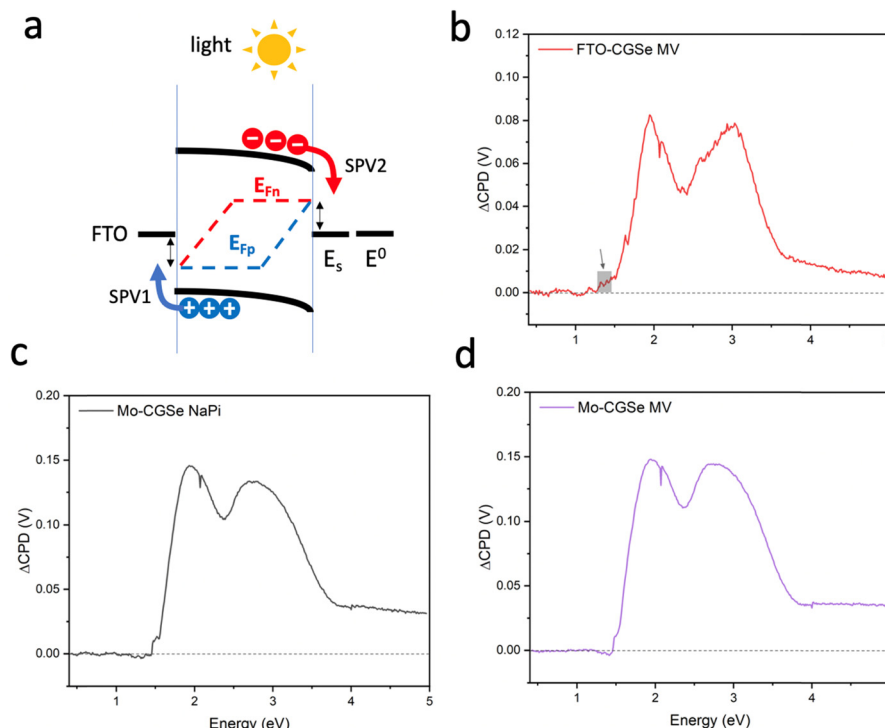 a
light
SPV2
E_Fn
FTO
E_Fp
E_s E^0
SPV1
− − −
+ + +
b
FTO-CGSe MV
ΔCPD (V)
0.12
0.10
0.08
0.06
0.04
0.02
0.00
1 2 3 4
c
Mo-CGSe NaPi
ΔCPD (V)
0.20
0.15
0.10
0.05
0.00
1 2 3 4 5
Energy (eV)
d
Mo-CGSe MV
ΔCPD (V)
0.20
0.15
0.10
0.05
0.00
1 2 3 4
Energy (eV)